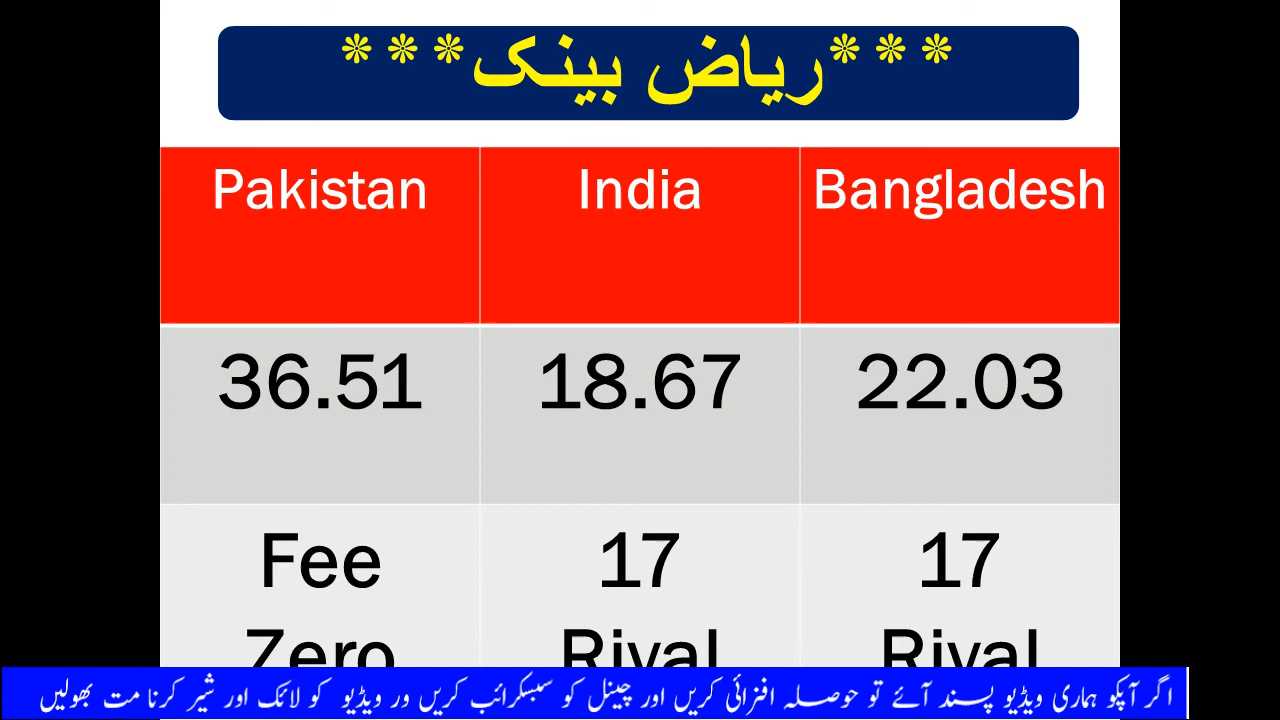 ***ریاض بینک***
Pakistan India Bangladesh
36.51 18.67 22.03
Fee 17 17
Zero Riyal Riyal
اگر آپکو ہماری ویڈیو پسند آئے تو حوصلہ افزائی کریں اور چینل کو سبسکرائب کریں ور ویڈیو کو لائک اور شیر کرنا مت بھولیں